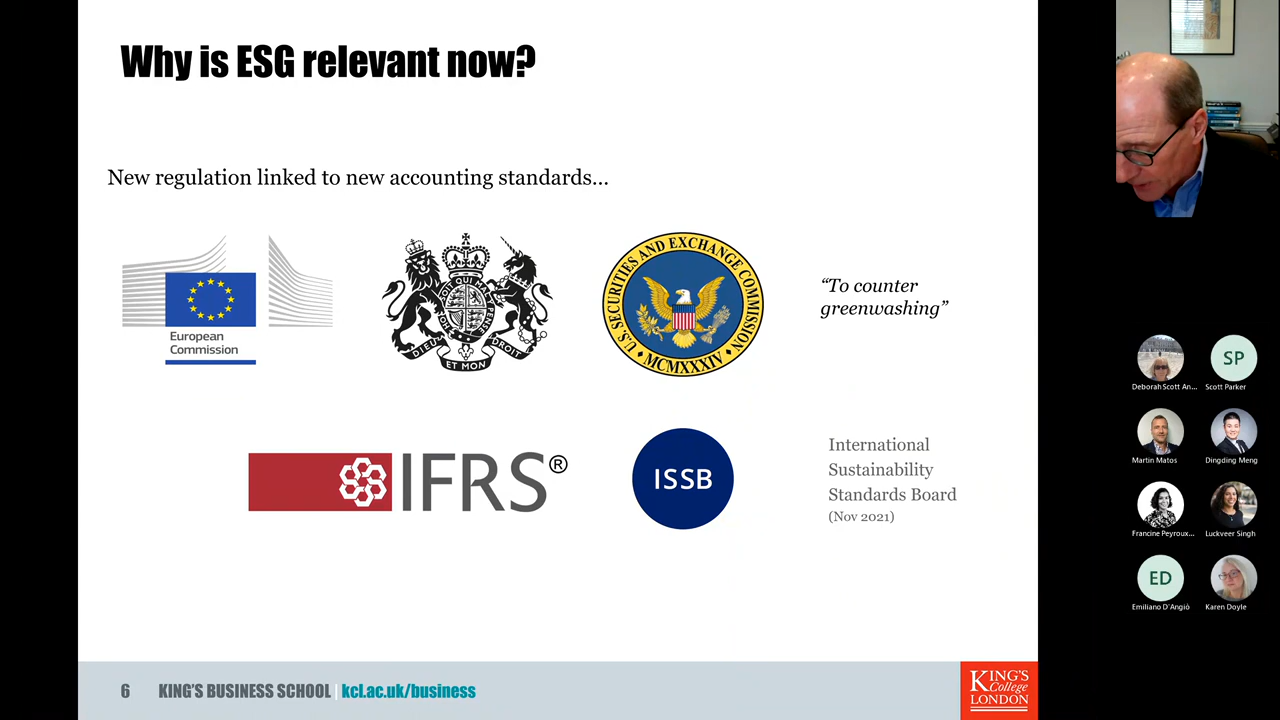 Why is ESG relevant now?
New regulation linked to new accounting standards...
European
Commission
DIEU ET MON DROIT
U.S. SECURITIES AND EXCHANGE COMMISSION
MCMXXXIV
“To counter
greenwashing”
IFRS®
ISSB
International
Sustainability
Standards Board
(Nov 2021)
6 KING’S BUSINESS SCHOOL | kcl.ac.uk/business
KING’S
College
LONDON
SP
Deborah Scott An... Scott Parker
Martin Matos Dingding Meng
Francine Peyroux... Luckveer Singh
ED
Emiliano D'Angiò Karen Doyle